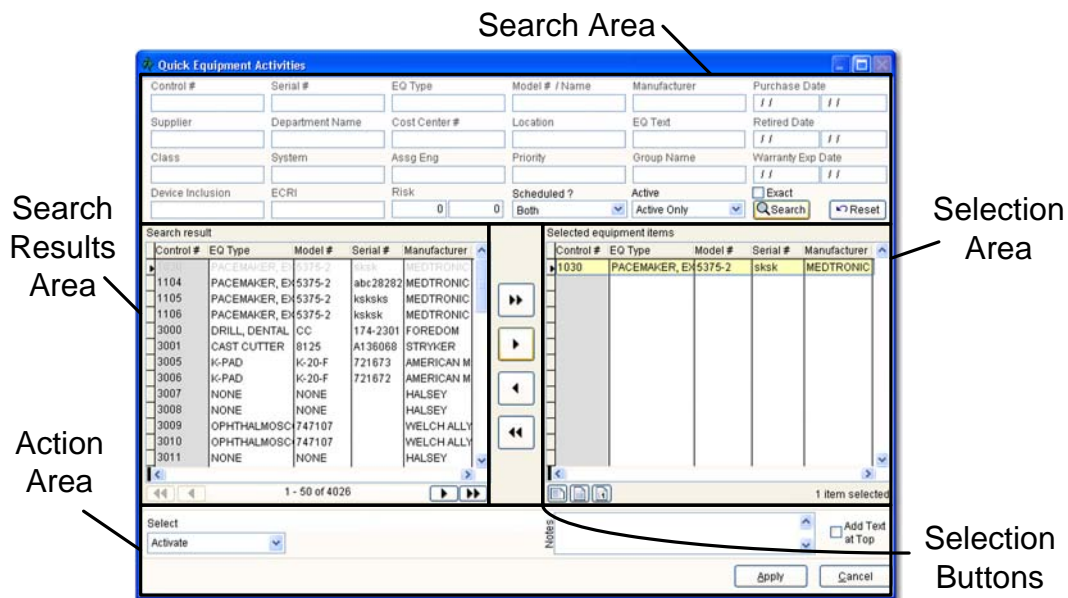 Search Area
Quick Equipment Activities
Control # Serial # EQ Type Model # / Name Manufacturer Purchase Date
/ / / /
Supplier Department Name Cost Center # Location EQ Text Retired Date
/ / / /
Class System Assg Eng Priority Group Name Warranty Exp Date
/ / / /
Device Inclusion ECRI Risk Scheduled ? Active Exact
0 0 Both Active Only Search Reset
Search Results Area
Search result
Control # EQ Type Model # Serial # Manufacturer
1030 PACEMAKER, EX 5375-2 sksk MEDTRONIC
1104 PACEMAKER, EX 5375-2 abc28282 MEDTRONIC
1105 PACEMAKER, EX 5375-2 ksksks MEDTRONIC
1106 PACEMAKER, EX 5375-2 ksksk MEDTRONIC
3000 DRILL, DENTAL CC 174-2301 FOREDOM
3001 CAST CUTTER 8125 A136068 STRYKER
3005 K-PAD K-20-F 721673 AMERICAN M
3006 K-PAD K-20-F 721672 AMERICAN M
3007 NONE NONE HALSEY
3008 NONE NONE HALSEY
3009 OPHTHALMOSC 747107 WELCH ALLY
3010 OPHTHALMOSC 747107 WELCH ALLY
3011 NONE NONE HALSEY
1 - 50 of 4026
Selected equipment items
Control # EQ Type Model # Serial # Manufacturer
1030 PACEMAKER, EX 5375-2 sksk MEDTRONIC
1 item selected
Selection Area
Action Area
Select
Activate
Notes
Add Text at Top
Apply Cancel
Selection Buttons